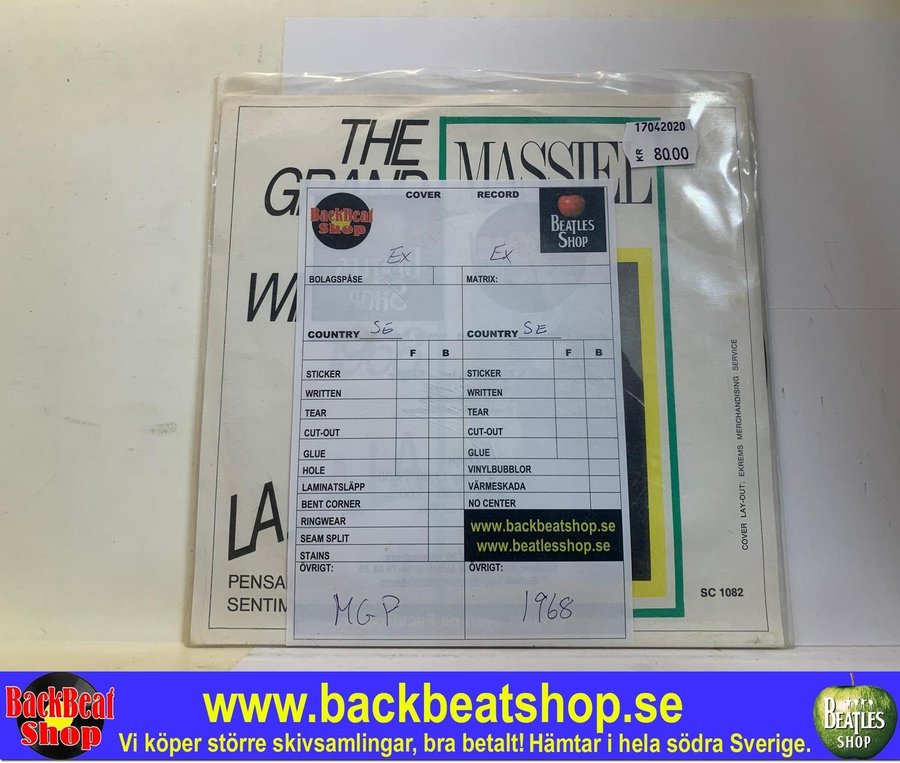 THE
GRAND
WI
LA
PENSA
SENTIM
MASSIEL
17042020
KR 80.00
COVER LAY-OUT: EKREMS MERCHANDISING SERVICE
SC 1082
COVER RECORD
BackBeat
Shop
BEATLES
SHOP
Ex Ex
BOLAGSPÅSE MATRIX:
COUNTRY SE COUNTRY SE
F B F B
STICKER STICKER
WRITTEN WRITTEN
TEAR TEAR
CUT-OUT CUT-OUT
GLUE GLUE
HOLE VINYLBUBBLOR
LAMINATSLÄPP VÄRMESKADA
BENT CORNER NO CENTER
RINGWEAR
SEAM SPLIT
STAINS
www.backbeatshop.se
www.beatlesshop.se
ÖVRIGT: ÖVRIGT:
MGP 1968
BackBeat
Shop
www.backbeatshop.se
Vi köper större skivsamlingar, bra betalt! Hämtar i hela södra Sverige.
BEATLES
SHOP